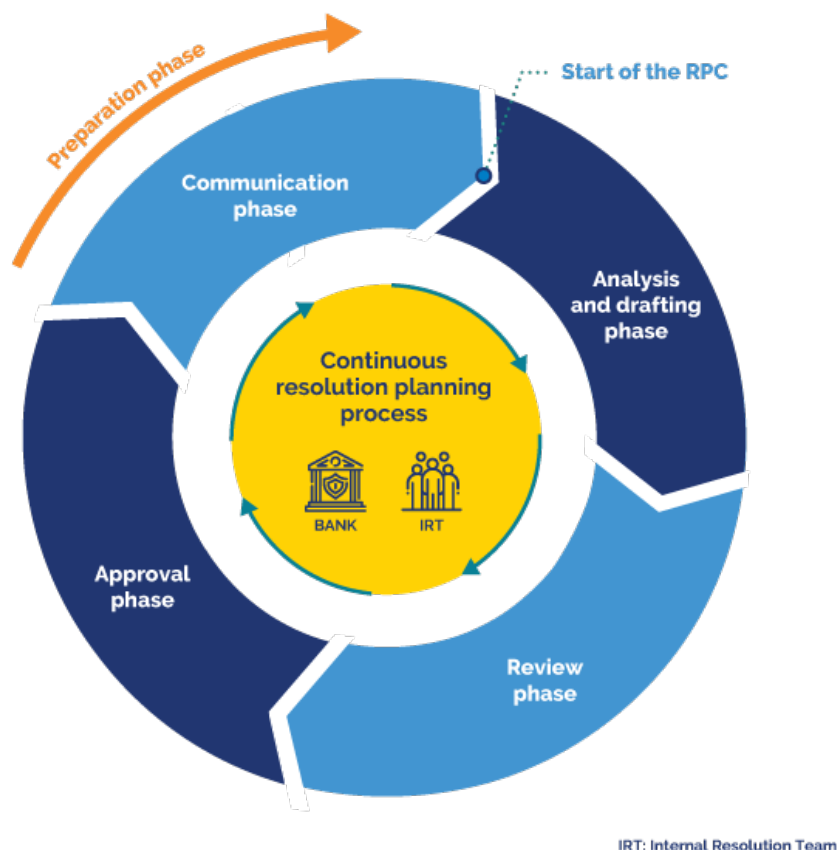 Preparation phase
Start of the RPC
Communication
phase
Analysis
and drafting
phase
Continuous
resolution planning
process
BANK
IRT
Approval
phase
Review
phase
IRT: Internal Resolution Team